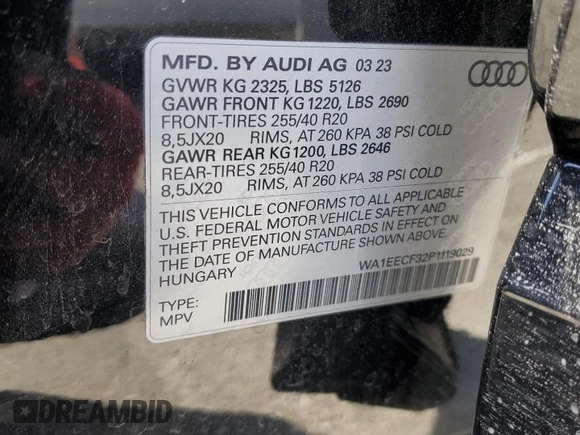 MFD. BY AUDI AG 03 23
GVWR KG 2325, LBS 5126
GAWR FRONT KG 1220, LBS 2690
FRONT-TIRES 255/40 R20
8,5JX20 RIMS, AT 260 KPA 38 PSI COLD
GAWR REAR KG1200, LBS 2646
REAR-TIRES 255/40 R20
8,5JX20 RIMS, AT 260 KPA 38 PSI COLD
THIS VEHICLE CONFORMS TO ALL APPLICABLE
U.S. FEDERAL MOTOR VEHICLE SAFETY AND
THEFT PREVENTION STANDARDS IN EFFECT ON
THE DATE OF MANUFACTURE SHOWN ABOVE.
HUNGARY
WA1EECF32P1119029
TYPE:
MPV
DREAMBID